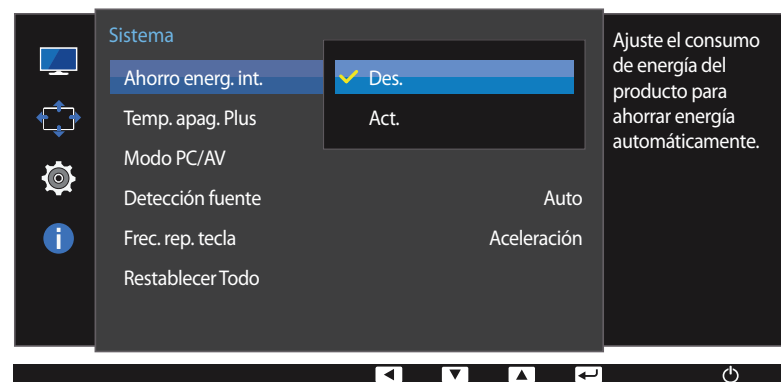 Sistema
Ahorro energ. int.
Des.
Temp. apag. Plus
Act.
Modo PC/AV
Detección fuente
Auto
Frec. rep. tecla
Aceleración
Restablecer Todo
Ajuste el consumo
de energía del
producto para
ahorrar energía
automáticamente.